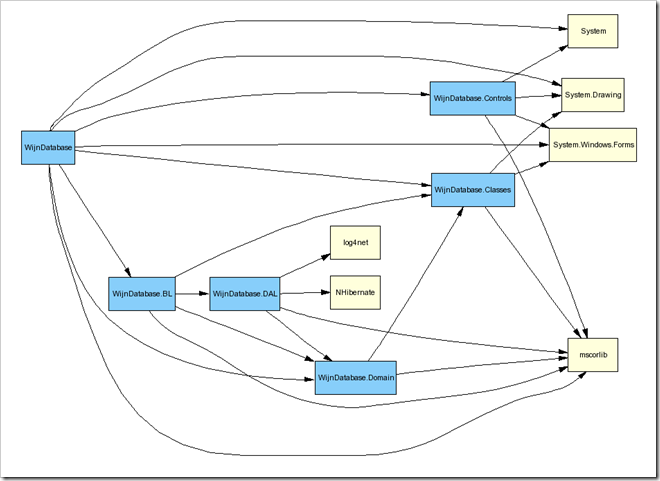 System
System.Drawing
WijnDatabase.Controls
WijnDatabase
System.Windows.Forms
WijnDatabase.Classes
log4net
WijnDatabase.BL
WijnDatabase.DAL
NHibernate
mscorlib
WijnDatabase.Domain